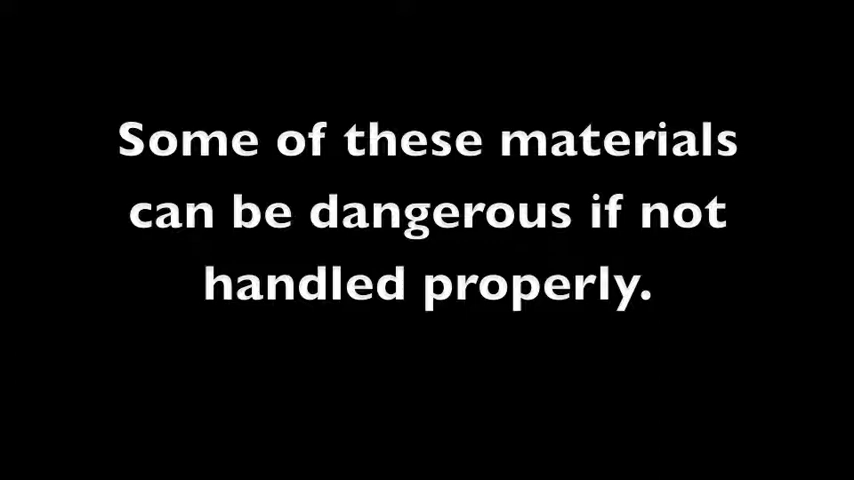 Some of these materials
can be dangerous if not
handled properly.